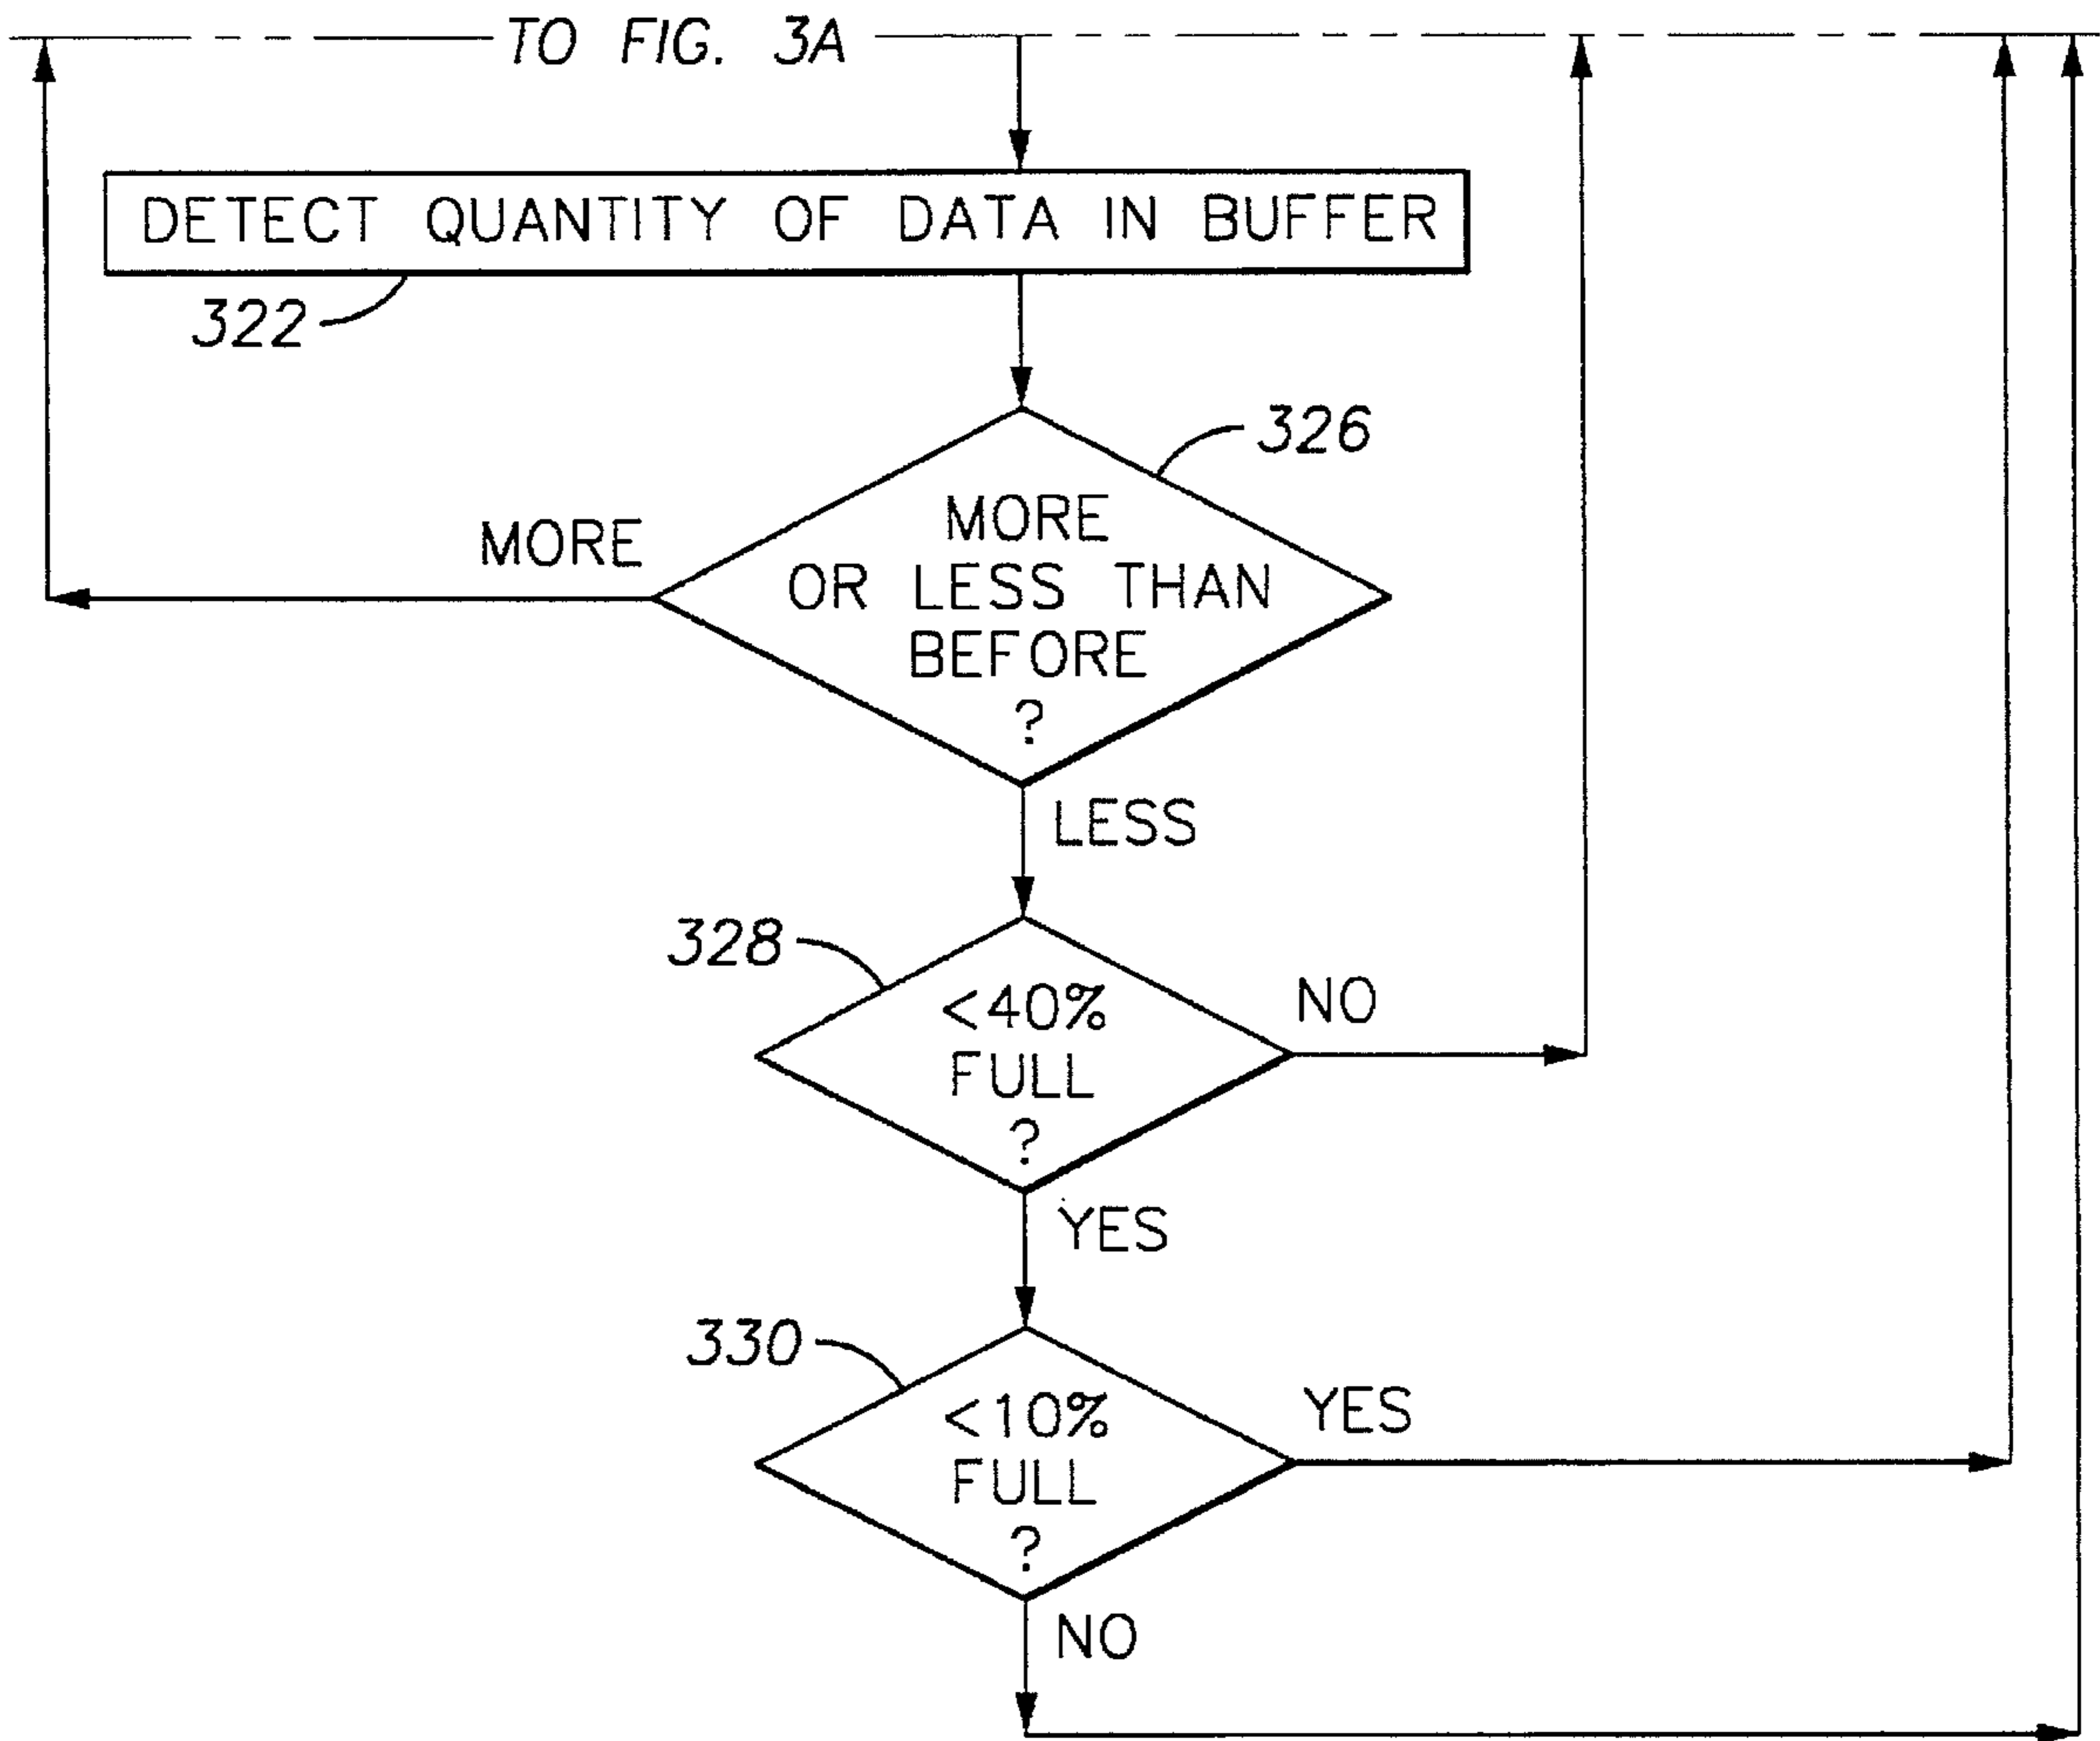 TO FIG. 3A
DETECT QUANTITY OF DATA IN BUFFER
322
326
MORE
MORE
OR LESS THAN
BEFORE
?
LESS
328
<40%
FULL
?
NO
YES
330
<10%
FULL
?
YES
NO